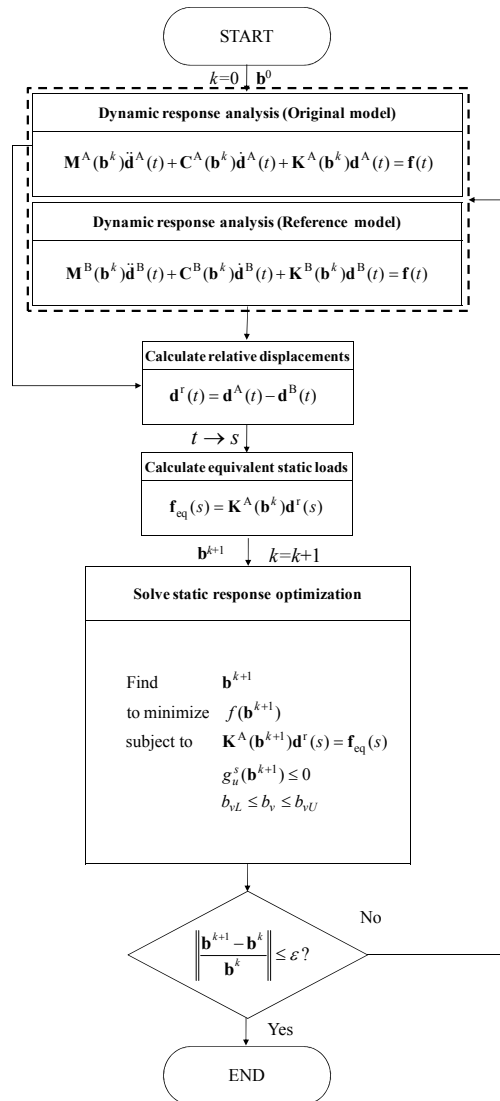 START
k=0 b⁰
Dynamic response analysis (Original model)
Mᴬ(bᵏ)d̈ᴬ(t) + Cᴬ(bᵏ)ḋᴬ(t) + Kᴬ(bᵏ)dᴬ(t) = f(t)
Dynamic response analysis (Reference model)
Mᴮ(bᵏ)d̈ᴮ(t) + Cᴮ(bᵏ)ḋᴮ(t) + Kᴮ(bᵏ)dᴮ(t) = f(t)
Calculate relative displacements
dʳ(t) = dᴬ(t) − dᴮ(t)
t → s
Calculate equivalent static loads
f_eq(s) = Kᴬ(bᵏ)dʳ(s)
bᵏ⁺¹ k=k+1
Solve static response optimization
Find bᵏ⁺¹
to minimize f(bᵏ⁺¹)
subject to Kᴬ(bᵏ⁺¹)dʳ(s) = f_eq(s)
g_u^s(bᵏ⁺¹) ≤ 0
b_vL ≤ b_v ≤ b_vU
No
‖(bᵏ⁺¹ − bᵏ)/bᵏ‖ ≤ ε?
Yes
END